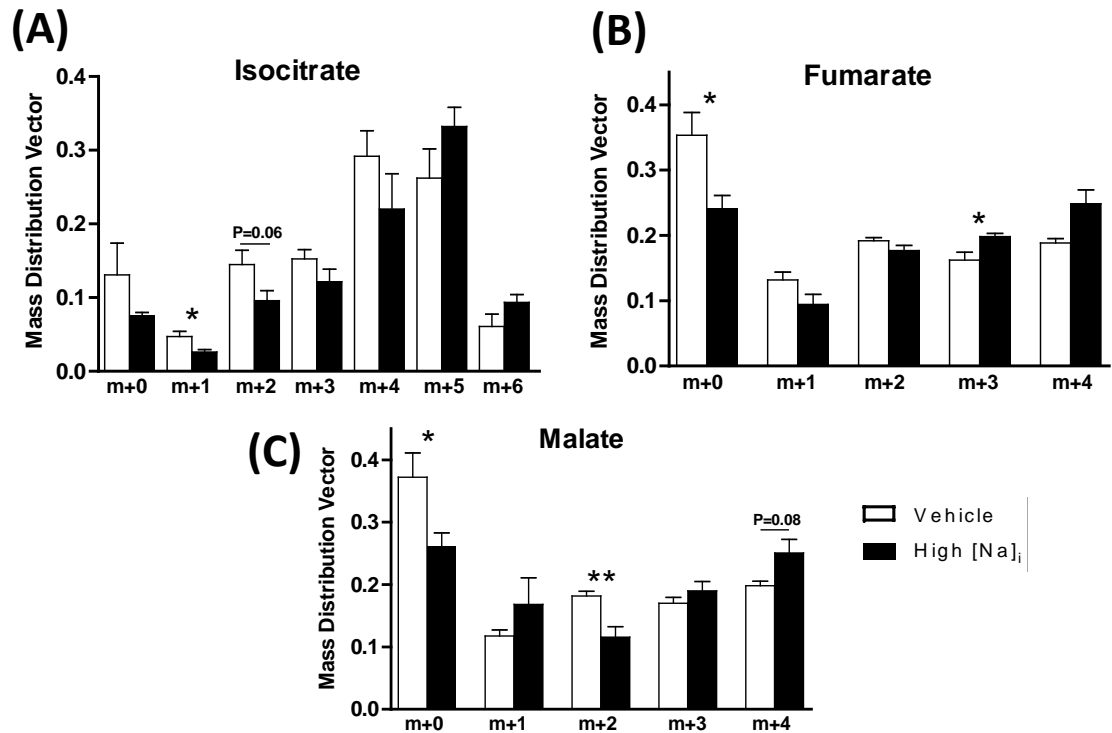 (A)
Isocitrate
Mass Distribution Vector
0.4
0.3
0.2
0.1
0.0
P=0.06
*
m+0 m+1 m+2 m+3 m+4 m+5 m+6
(B)
Fumarate
Mass Distribution Vector
0.4
0.3
0.2
0.1
0.0
*
*
m+0 m+1 m+2 m+3 m+4
(C)
Malate
Mass Distribution Vector
0.4
0.3
0.2
0.1
0.0
*
**
P=0.08
m+0 m+1 m+2 m+3 m+4
Vehicle
High [Na]i